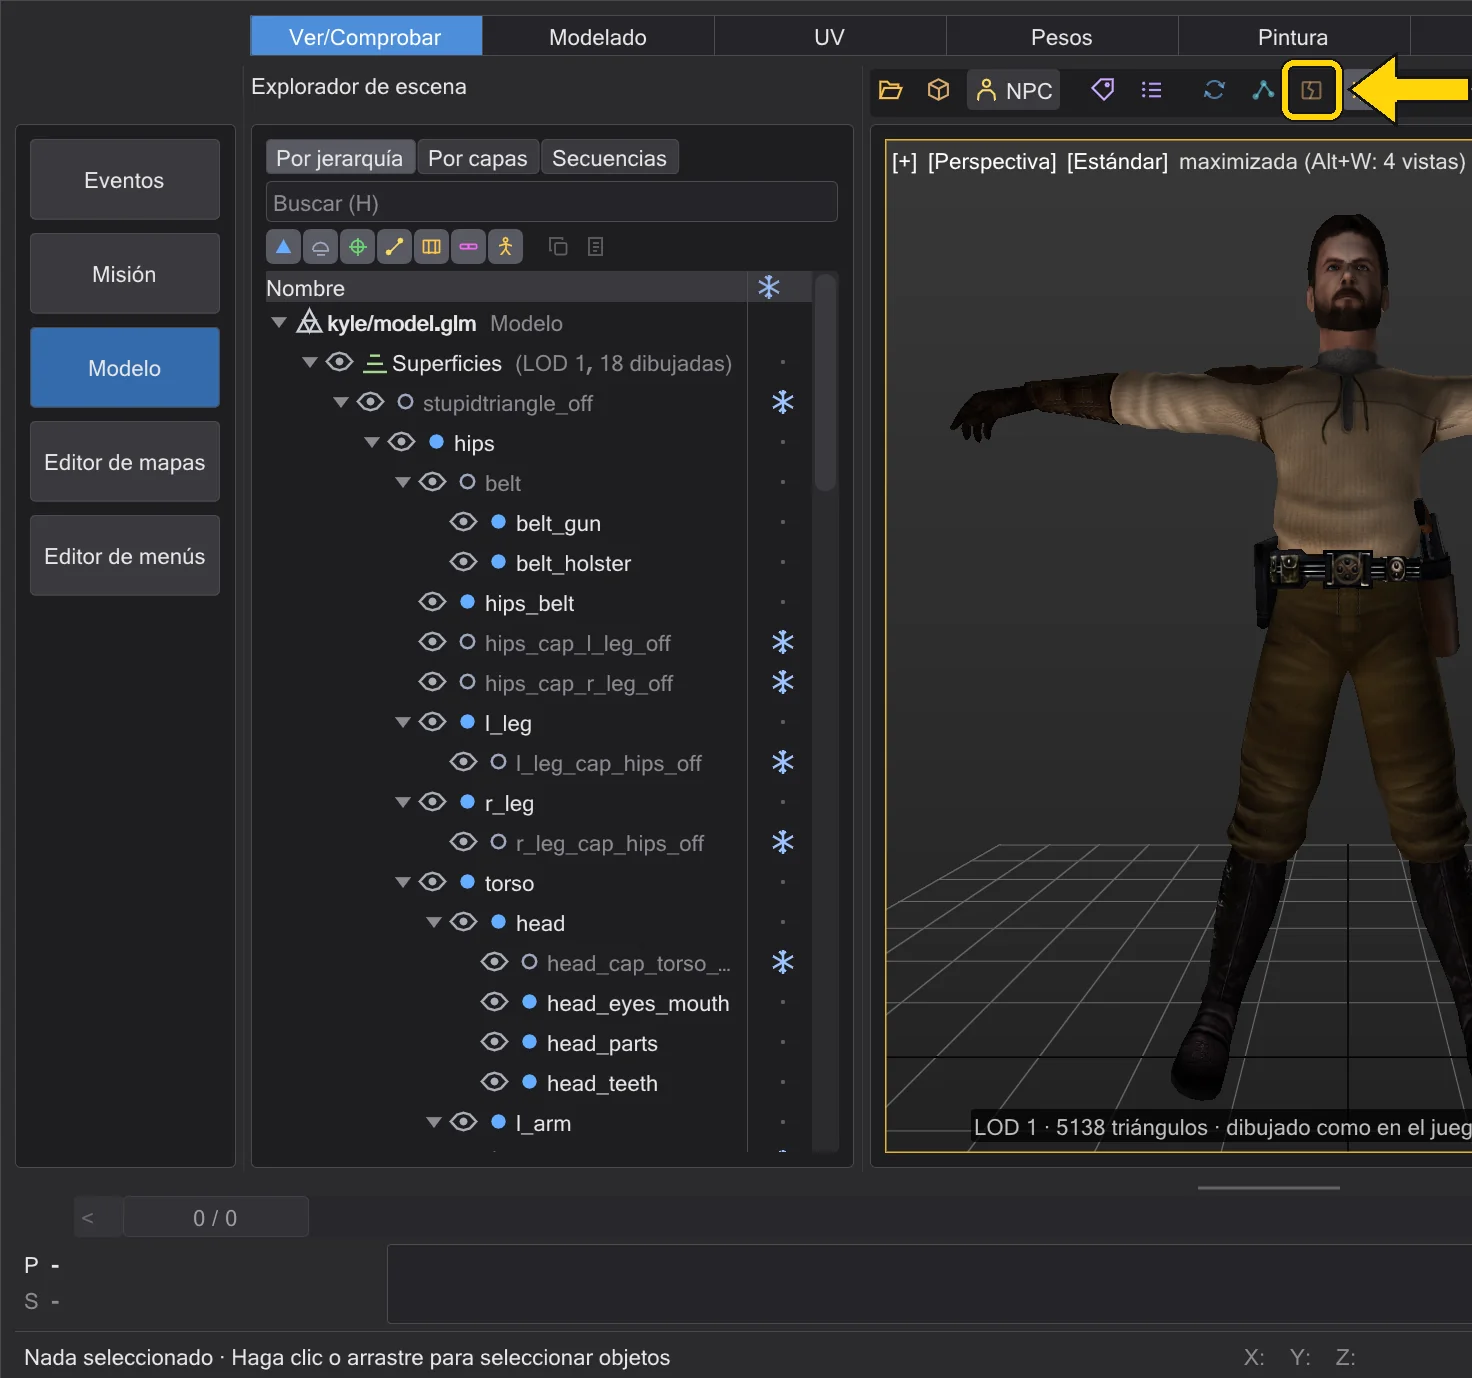 Ver/Comprobar
Modelado
UV
Pesos
Pintura
Explorador de escena
NPC
Eventos
Misión
Modelo
Editor de mapas
Editor de menús
Por jerarquía
Por capas
Secuencias
Buscar (H)
Nombre
kyle/model.glm Modelo
Superficies (LOD 1, 18 dibujadas)
stupidtriangle_off
hips
belt
belt_gun
belt_holster
hips_belt
hips_cap_l_leg_off
hips_cap_r_leg_off
l_leg
l_leg_cap_hips_off
r_leg
r_leg_cap_hips_off
torso
head
head_cap_torso_...
head_eyes_mouth
head_parts
head_teeth
l_arm
[+] [Perspectiva] [Estándar] maximizada (Alt+W: 4 vistas)
LOD 1 · 5138 triángulos · dibujado como en el jueg
< 0 / 0
P -
S -
Nada seleccionado · Haga clic o arrastre para seleccionar objetos
X: Y: Z: